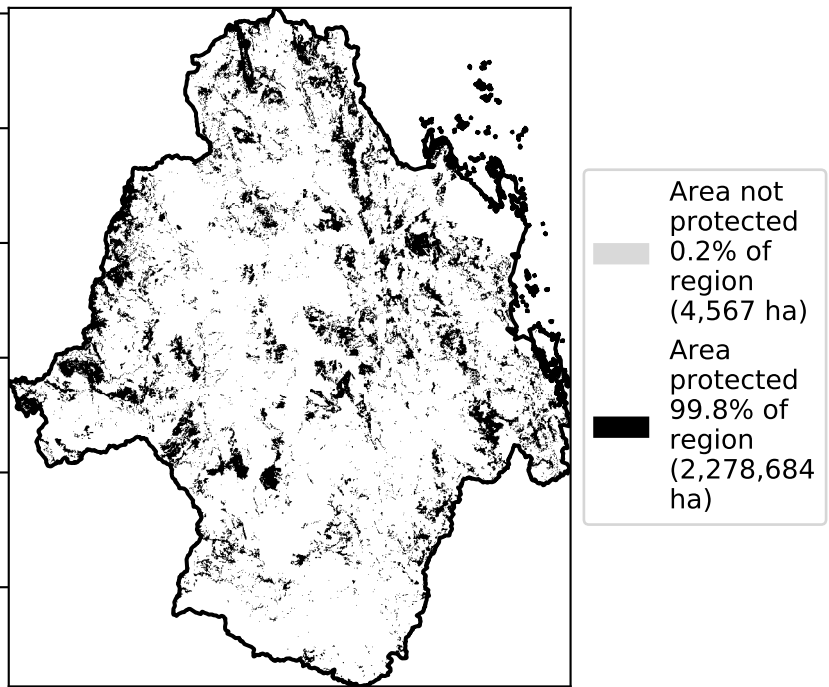 Area not
protected
0.2% of
region
(4,567 ha)
Area
protected
99.8% of
region
(2,278,684
ha)